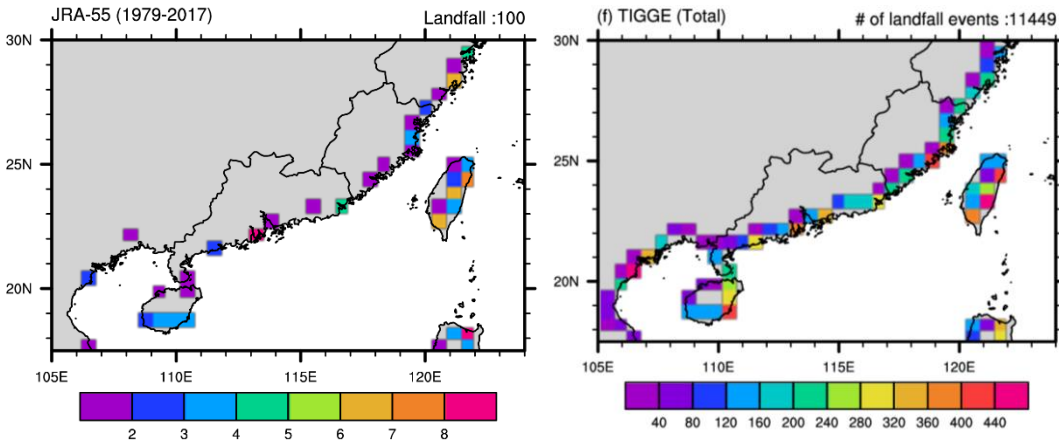 JRA-55 (1979-2017) Landfall :100
30N
25N
20N
105E 110E 115E 120E
2 3 4 5 6 7 8
(f) TIGGE (Total) # of landfall events :11449
30N
25N
20N
105E 110E 115E 120E
40 80 120 160 200 240 280 320 360 400 440